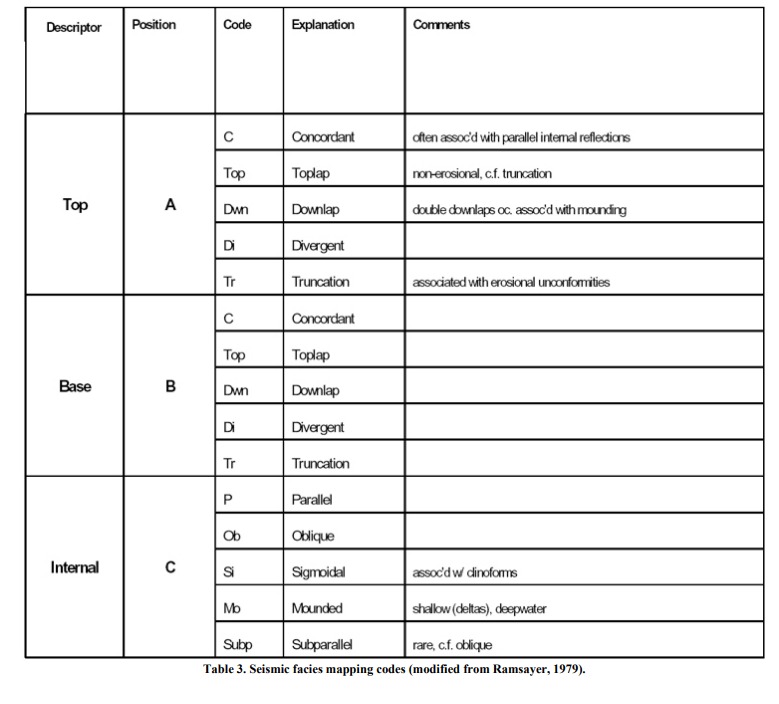 Descriptor Position Code Explanation Comments
C Concordant often assoc'd with parallel internal reflections
Top Toplap non-erosional, c.f. truncation
Top A Dwn Downlap double downlaps oc. assoc'd with mounding
Di Divergent
Tr Truncation associated with erosional unconformities
C Concordant
Top Toplap
Base B Dwn Downlap
Di Divergent
Tr Truncation
P Parallel
Ob Oblique
Internal C Si Sigmoidal assoc'd w/ clinoforms
Mo Mounded shallow (deltas), deepwater
Subp Subparallel rare, c.f. oblique
Table 3. Seismic facies mapping codes (modified from Ramsayer, 1979).